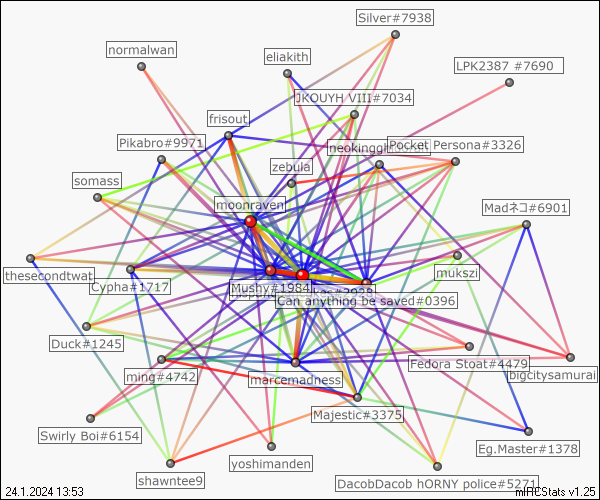 Silver#7938
normalwan
eliakith
LPK2387 #7690
JKOUYH VIII#7034
frisout
Pikabro#9971
Pocket Persona#3326
zebula
somass
moonraven
Madネコ#6901
thesecondtwat
Cypha#1717
Mushy#1984
mukszi
Can anything be saved#0396
Duck#1245
Fedora Stoat#4479
bigcitysamurai
ming#4742
marcemadness
Majestic#3375
Swirly Boi#6154
Eg.Master#1378
yoshimanden
shawntee9
DacobDacob hORNY police#5271
24.1.2024 13:53
mIRCStats v1.25